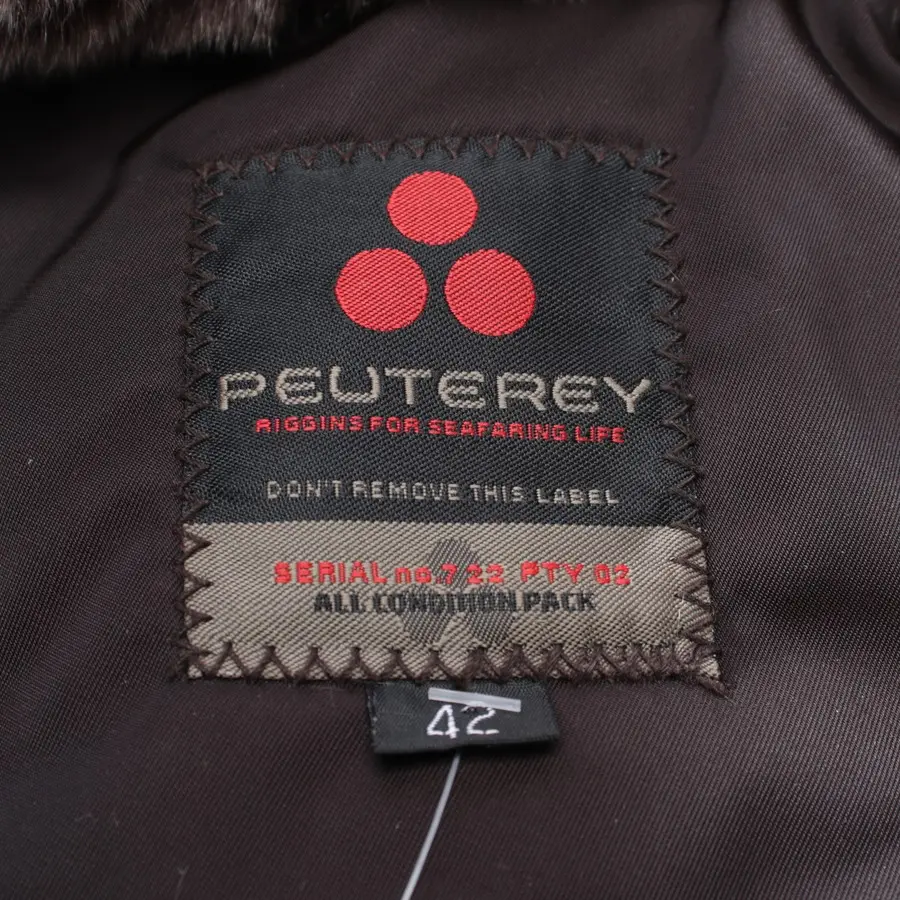 PEUTEREY
RIGGINS FOR SEAFARING LIFE
DON'T REMOVE THIS LABEL
SERIAL no.7 22 PTY 02
ALL CONDITION PACK
42